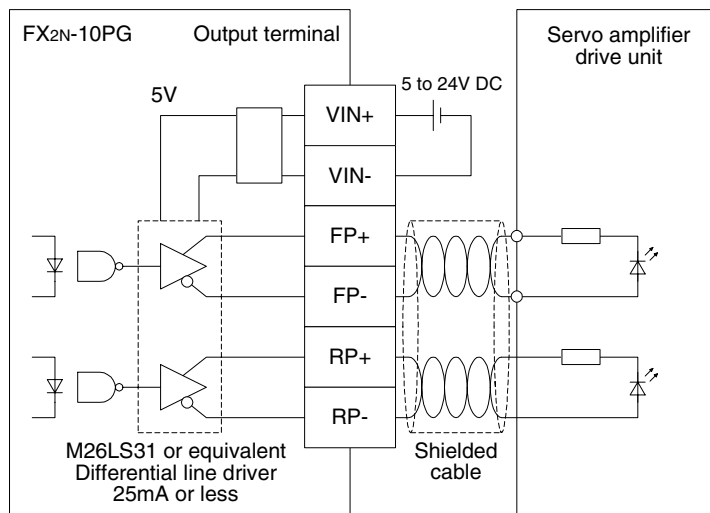 FX2N-10PG
Output terminal
Servo amplifier
drive unit
5 to 24V DC
5V
VIN+
VIN-
FP+
FP-
RP+
RP-
M26LS31 or equivalent
Differential line driver
25mA or less
Shielded
cable